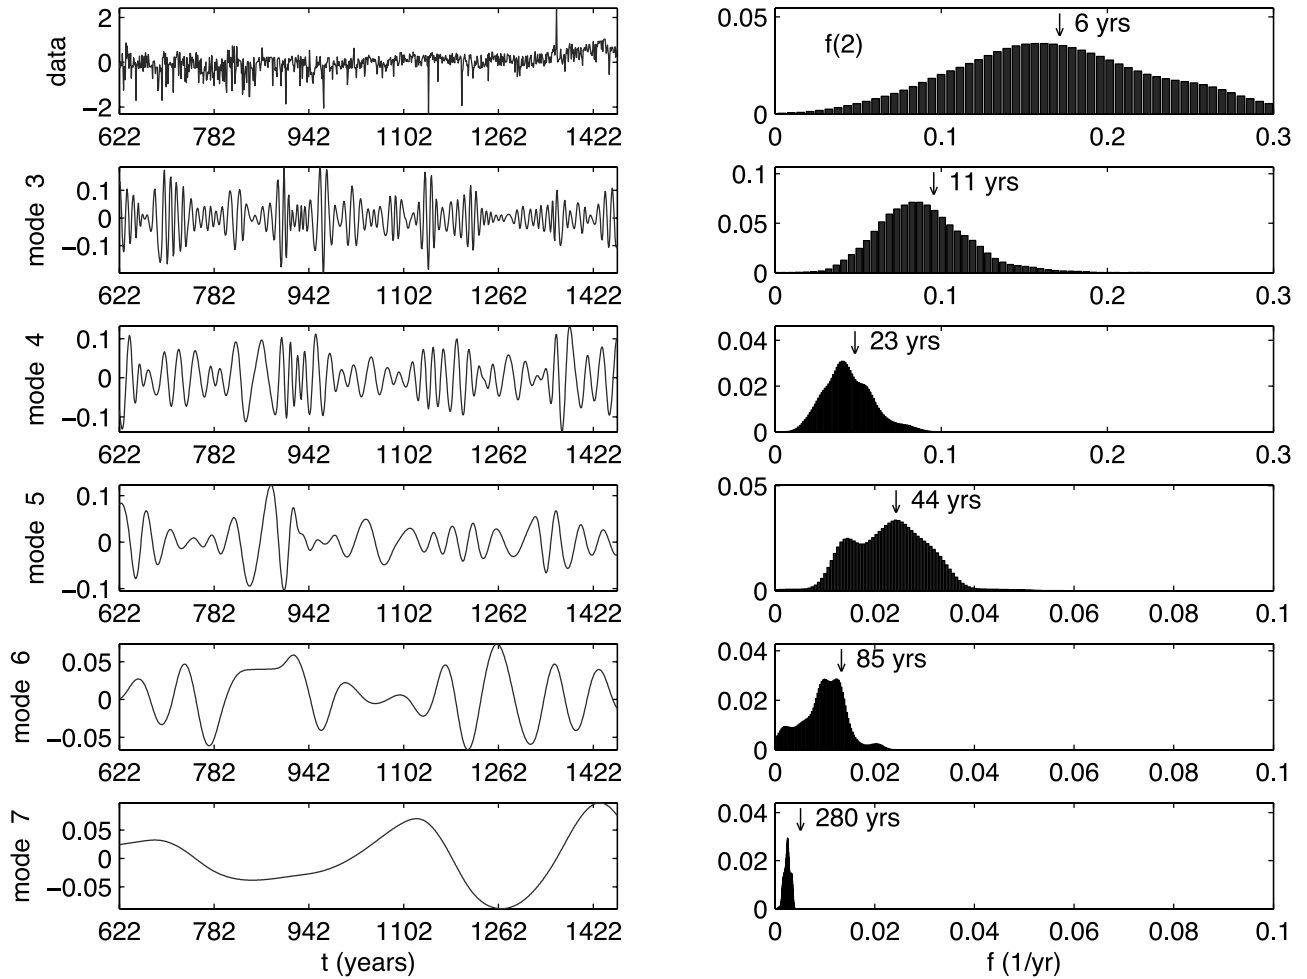 data
2
0
−2
622 782 942 1102 1262 1422
0.05
0
f(2)
6 yrs
0 0.1 0.2 0.3
mode 3
0.1
0
−0.1
622 782 942 1102 1262 1422
0.1
0.05
0
11 yrs
0 0.1 0.2 0.3
mode 4
0.1
0
−0.1
622 782 942 1102 1262 1422
0.04
0.02
0
23 yrs
0 0.1 0.2 0.3
mode 5
0.1
0
−0.1
622 782 942 1102 1262 1422
0.05
0
44 yrs
0 0.02 0.04 0.06 0.08 0.1
mode 6
0.05
0
−0.05
622 782 942 1102 1262 1422
0.04
0.02
0
85 yrs
0 0.02 0.04 0.06 0.08 0.1
mode 7
0.05
0
−0.05
622 782 942 1102 1262 1422
t (years)
0.04
0.02
0
280 yrs
0 0.02 0.04 0.06 0.08 0.1
f (1/yr)